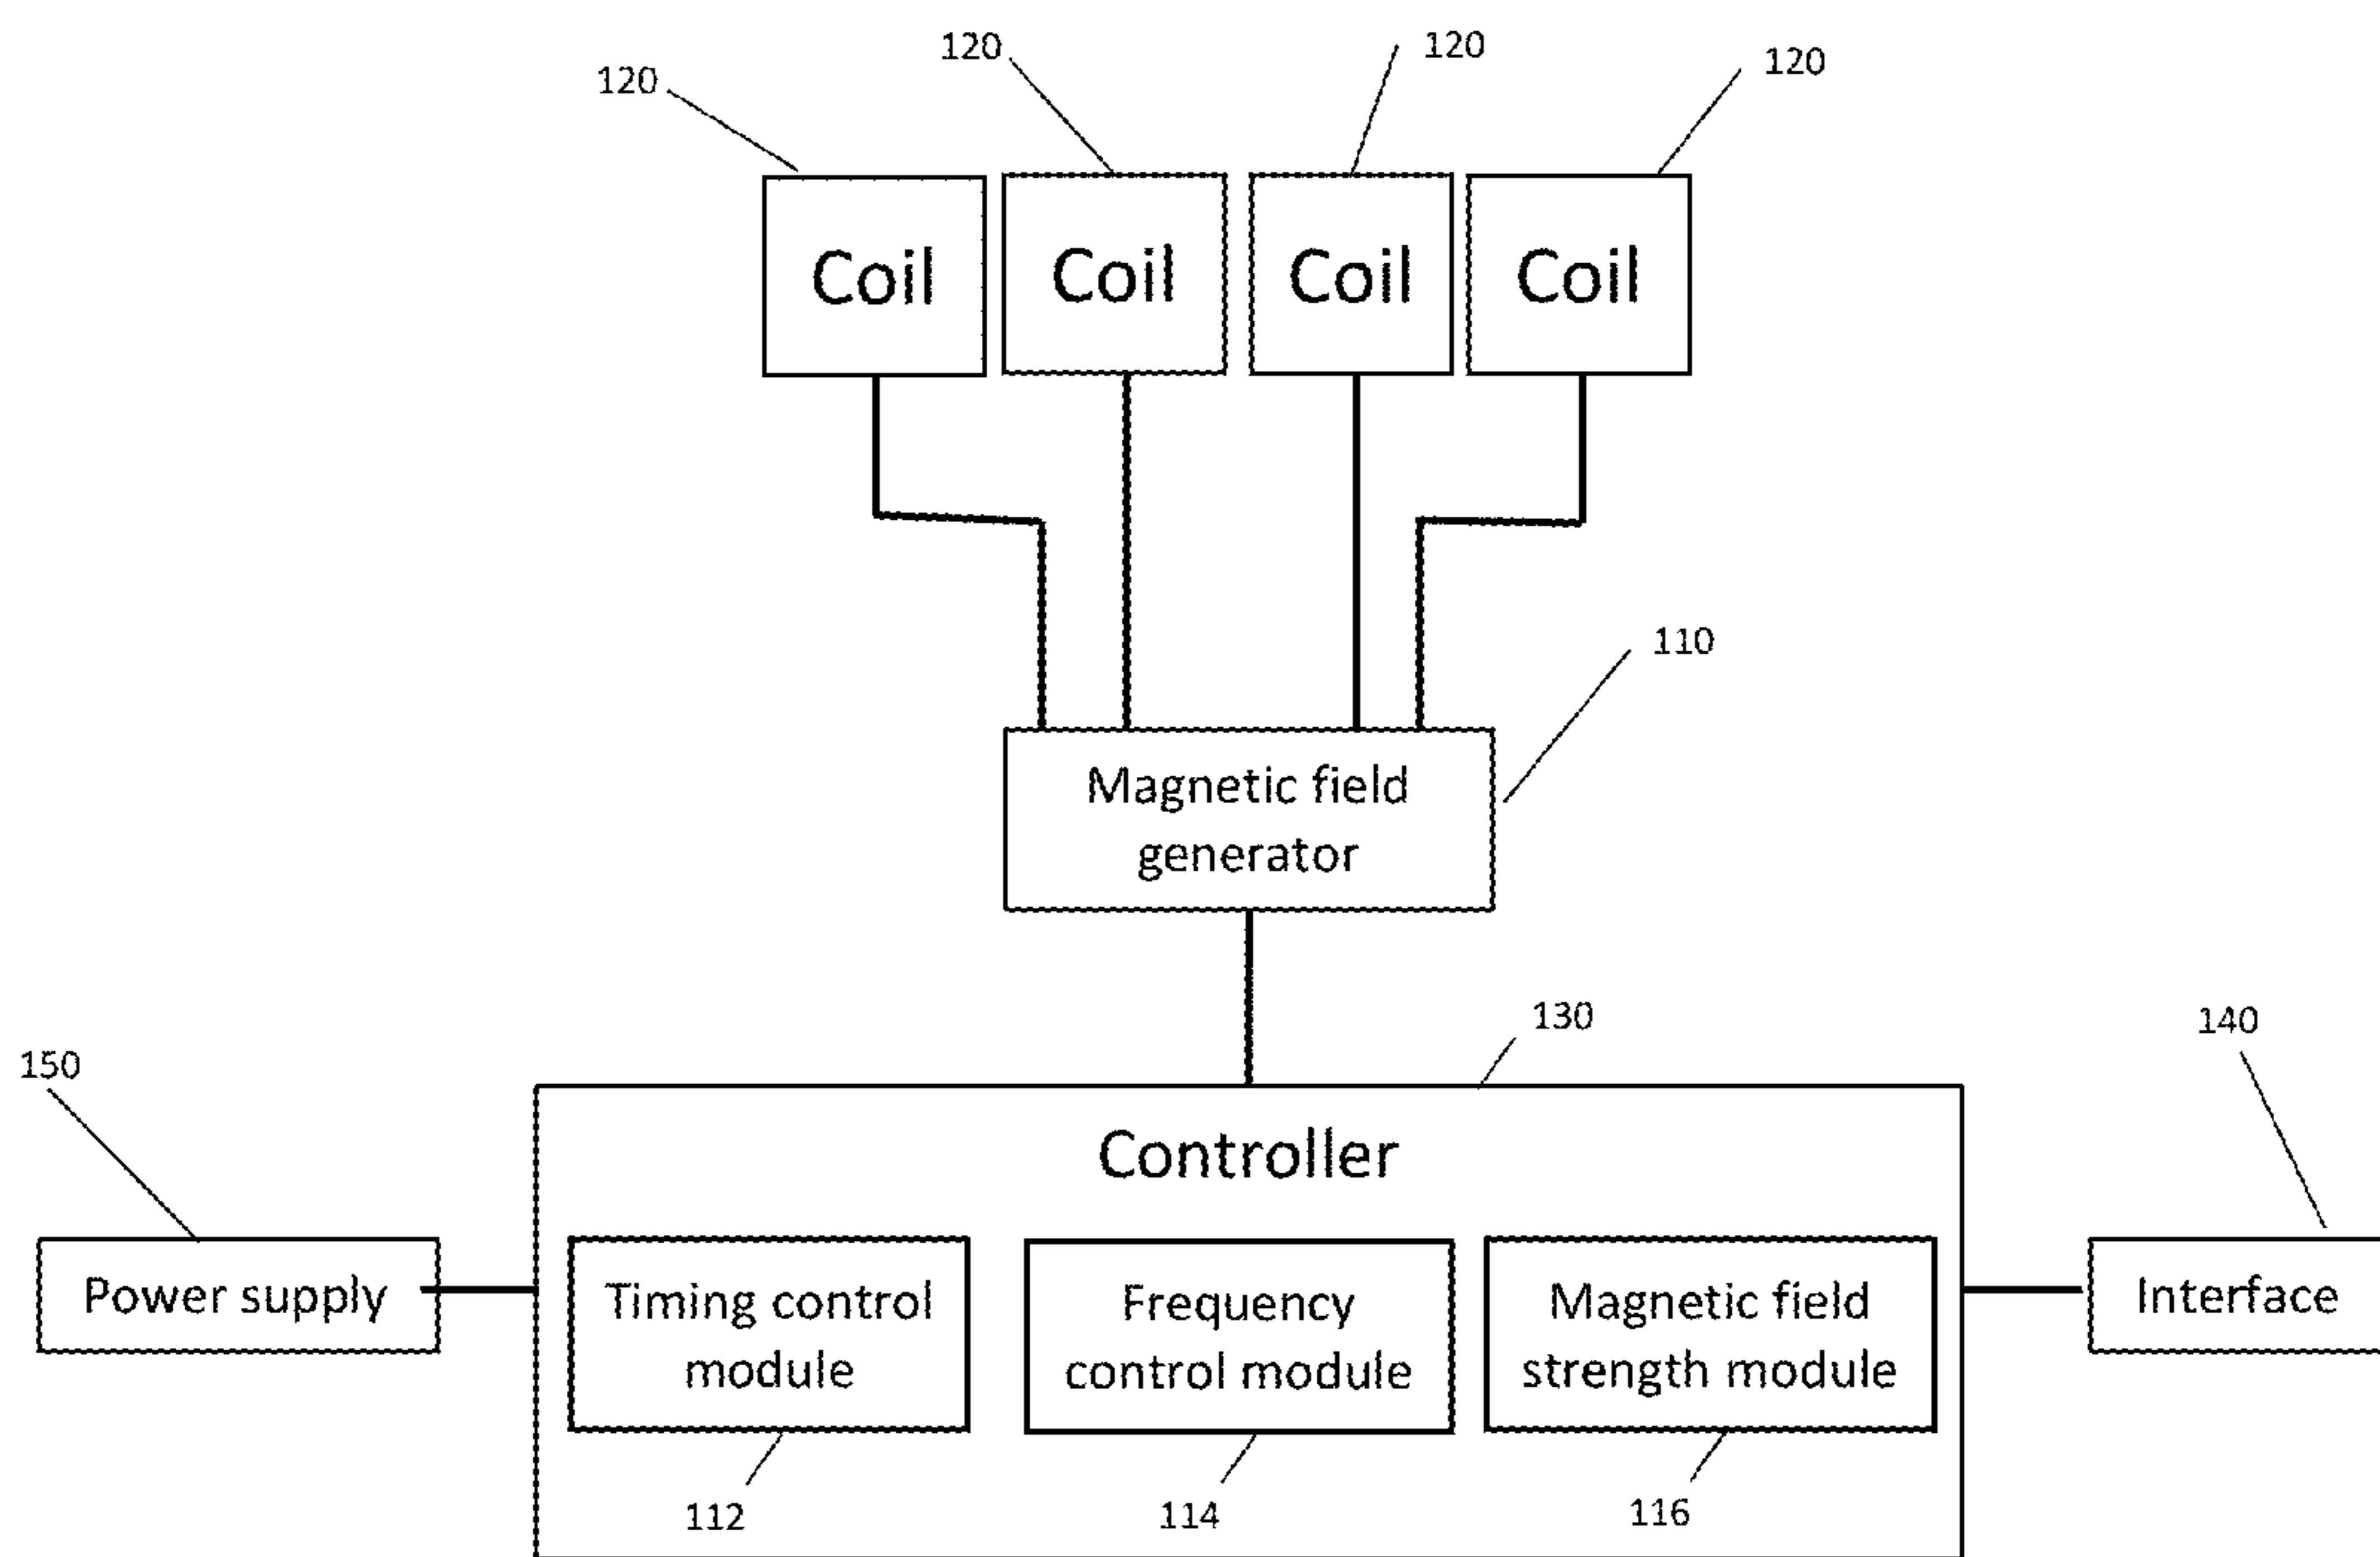 120
120
120
120
Coil
Coil
Coil
Coil
110
Magnetic field
generator
130
140
150
Controller
Power supply
Timing control
module
Frequency
control module
Magnetic field
strength module
Interface
112
114
116